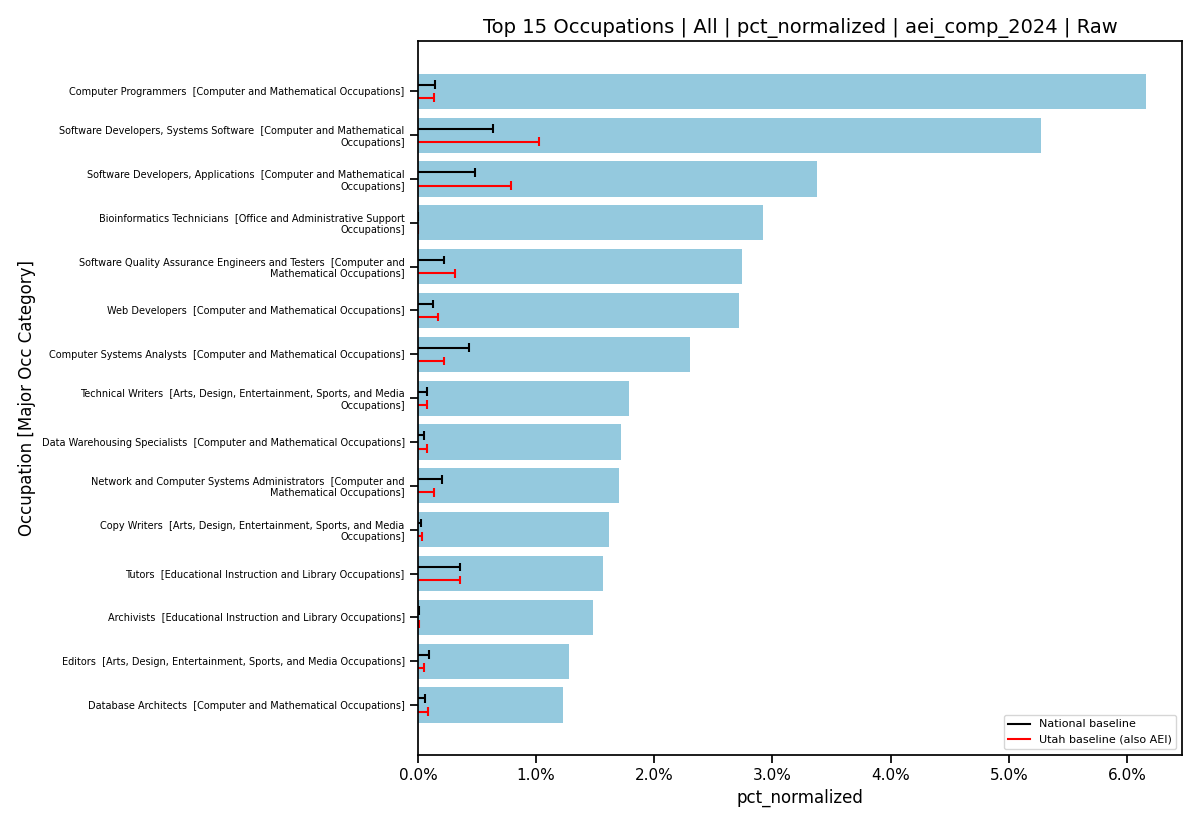 Top 15 Occupations | All | pct_normalized | aei_comp_2024 | Raw
Occupation [Major Occ Category]
Computer Programmers  [Computer and Mathematical Occupations]
Software Developers, Systems Software  [Computer and Mathematical
Occupations]
Software Developers, Applications  [Computer and Mathematical
Occupations]
Bioinformatics Technicians  [Office and Administrative Support
Occupations]
Software Quality Assurance Engineers and Testers  [Computer and
Mathematical Occupations]
Web Developers  [Computer and Mathematical Occupations]
Computer Systems Analysts  [Computer and Mathematical Occupations]
Technical Writers  [Arts, Design, Entertainment, Sports, and Media
Occupations]
Data Warehousing Specialists  [Computer and Mathematical Occupations]
Network and Computer Systems Administrators  [Computer and
Mathematical Occupations]
Copy Writers  [Arts, Design, Entertainment, Sports, and Media
Occupations]
Tutors  [Educational Instruction and Library Occupations]
Archivists  [Educational Instruction and Library Occupations]
Editors  [Arts, Design, Entertainment, Sports, and Media Occupations]
Database Architects  [Computer and Mathematical Occupations]
National baseline
Utah baseline (also AEI)
0.0% 1.0% 2.0% 3.0% 4.0% 5.0% 6.0%
pct_normalized